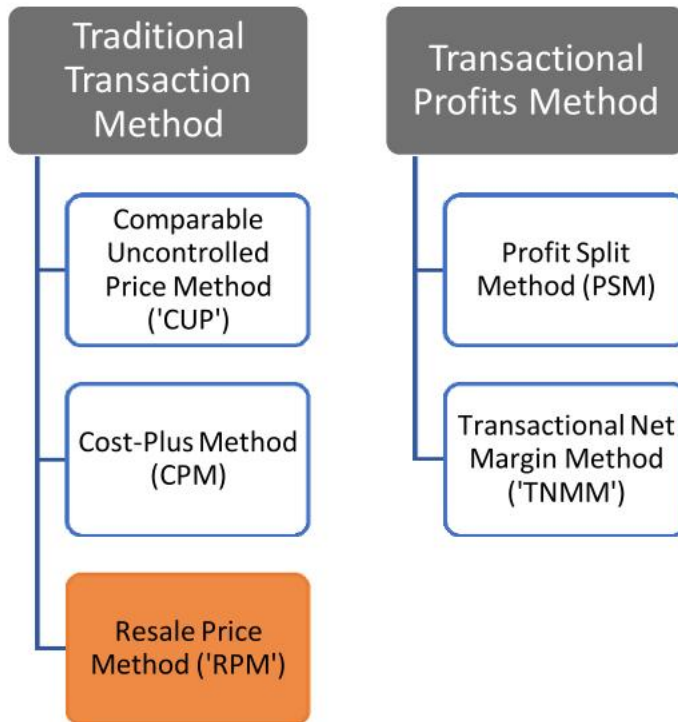 Traditional
Transaction
Method
Comparable
Uncontrolled
Price Method
('CUP')
Cost-Plus Method
(CPM)
Resale Price
Method ('RPM')
Transactional
Profits Method
Profit Split
Method (PSM)
Transactional Net
Margin Method
('TNMM')